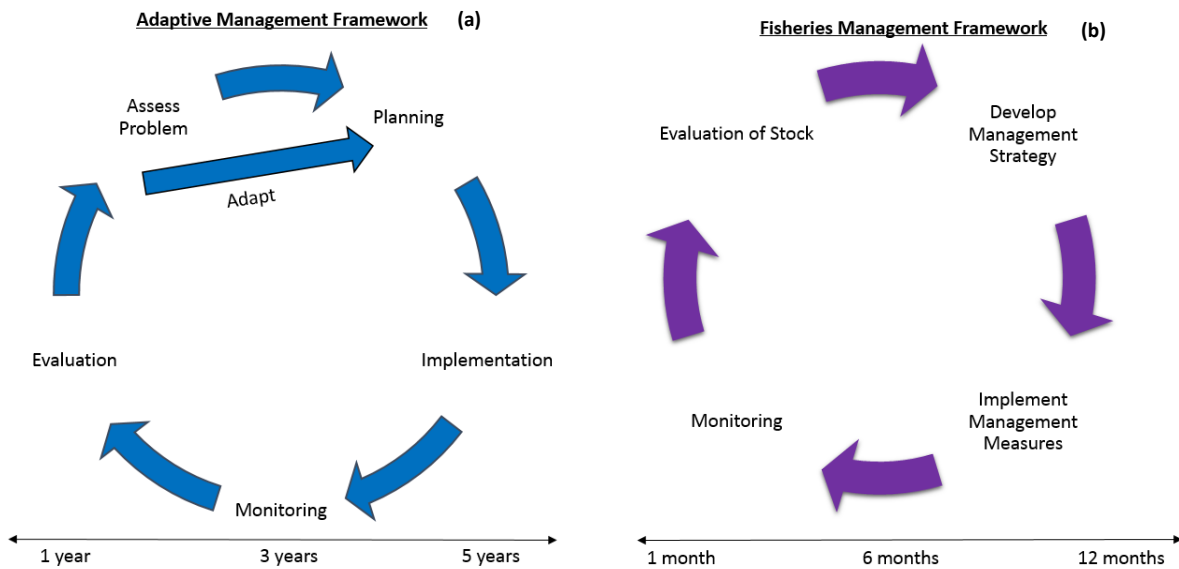 Adaptive Management Framework (a)
Assess
Problem
Planning
Adapt
Evaluation
Implementation
Monitoring
1 year 3 years 5 years
Fisheries Management Framework (b)
Evaluation of Stock
Develop
Management
Strategy
Monitoring
Implement
Management
Measures
1 month 6 months 12 months